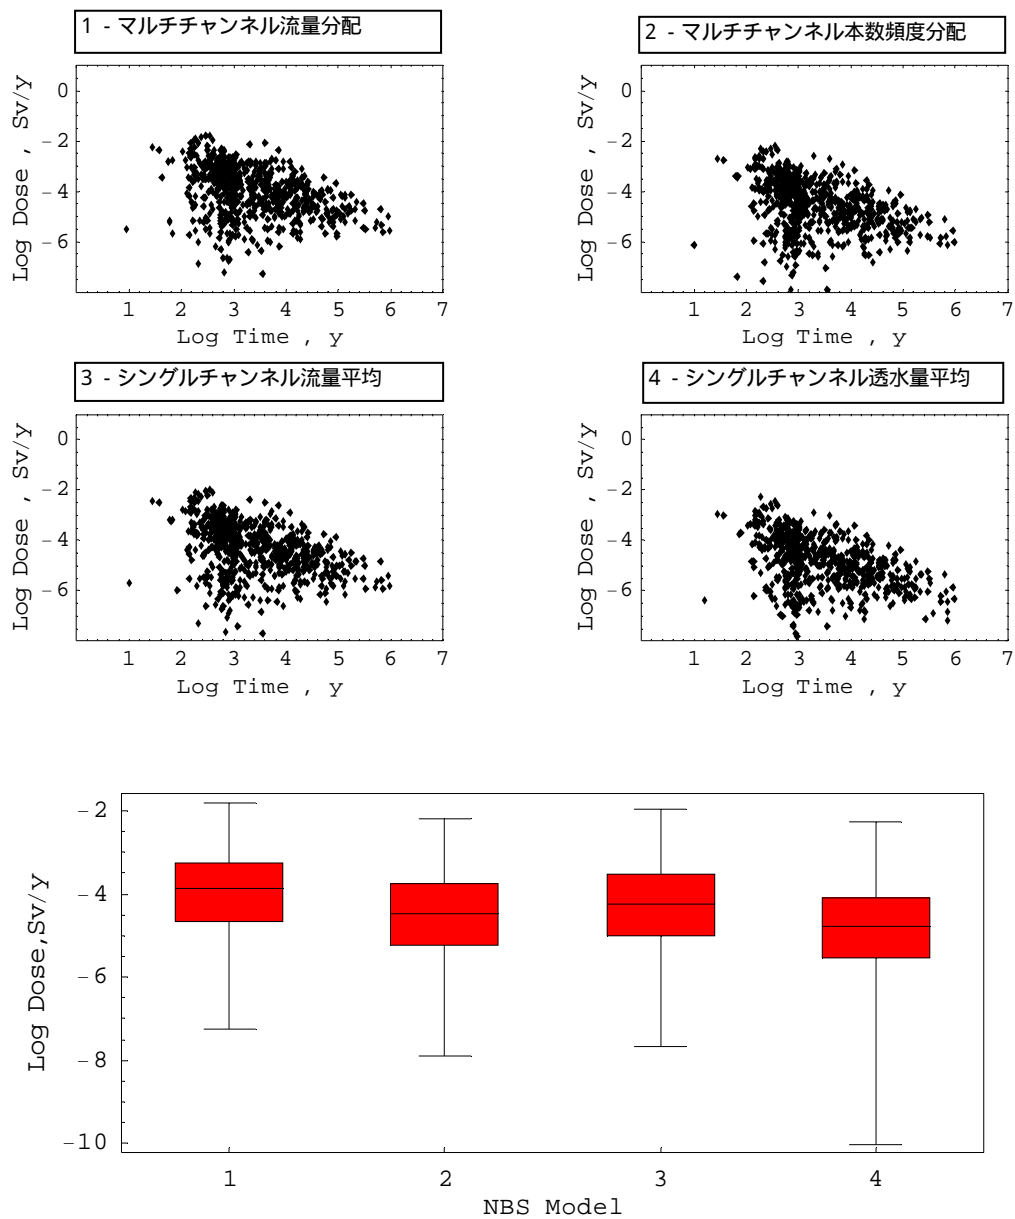 1 - マルチチャンネル流量分配
2 - マルチチャンネル本数頻度分配
Log Dose , Sv/y
0
-2
-4
-6
1 2 3 4 5 6 7
Log Time , y
Log Dose , Sv/y
0
-2
-4
-6
1 2 3 4 5 6 7
Log Time , y
3 - シングルチャンネル流量平均
4 - シングルチャンネル透水量平均
Log Dose , Sv/y
0
-2
-4
-6
1 2 3 4 5 6 7
Log Time , y
Log Dose , Sv/y
0
-2
-4
-6
1 2 3 4 5 6 7
Log Time , y
Log Dose,Sv/y
-2
-4
-6
-8
-10
1 2 3 4
NBS Model